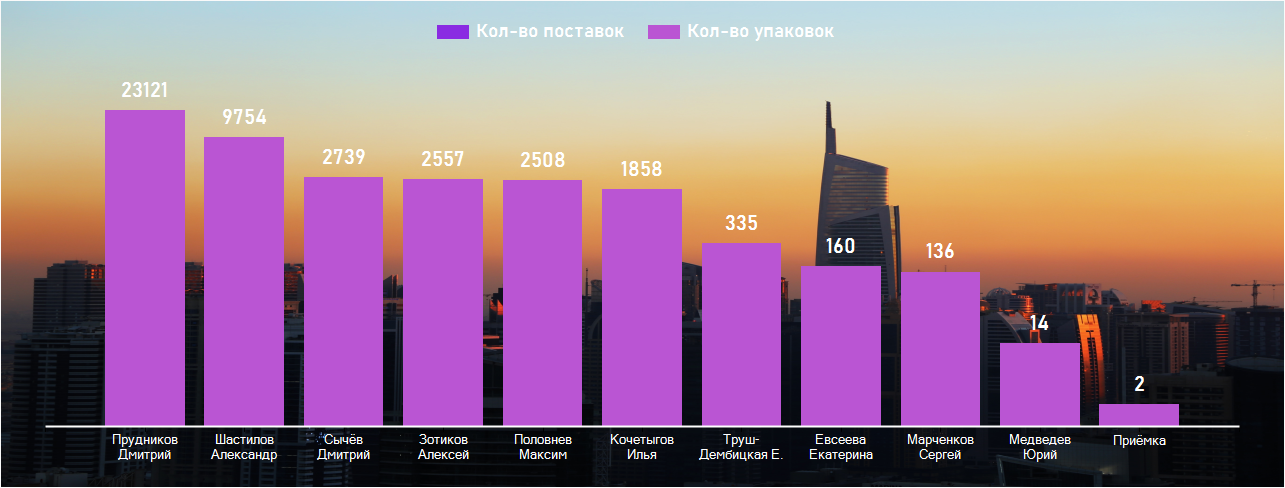 Кол-во поставок Кол-во упаковок
23121
9754
2739
2557
2508
1858
335
160
136
14
2
Прудников
Дмитрий
Шастилов
Александр
Сычёв
Дмитрий
Зотиков
Алексей
Половнев
Максим
Кочетыгов
Илья
Труш-
Дембицкая Е.
Евсеева
Екатерина
Марченков
Сергей
Медведев
Юрий
Приёмка